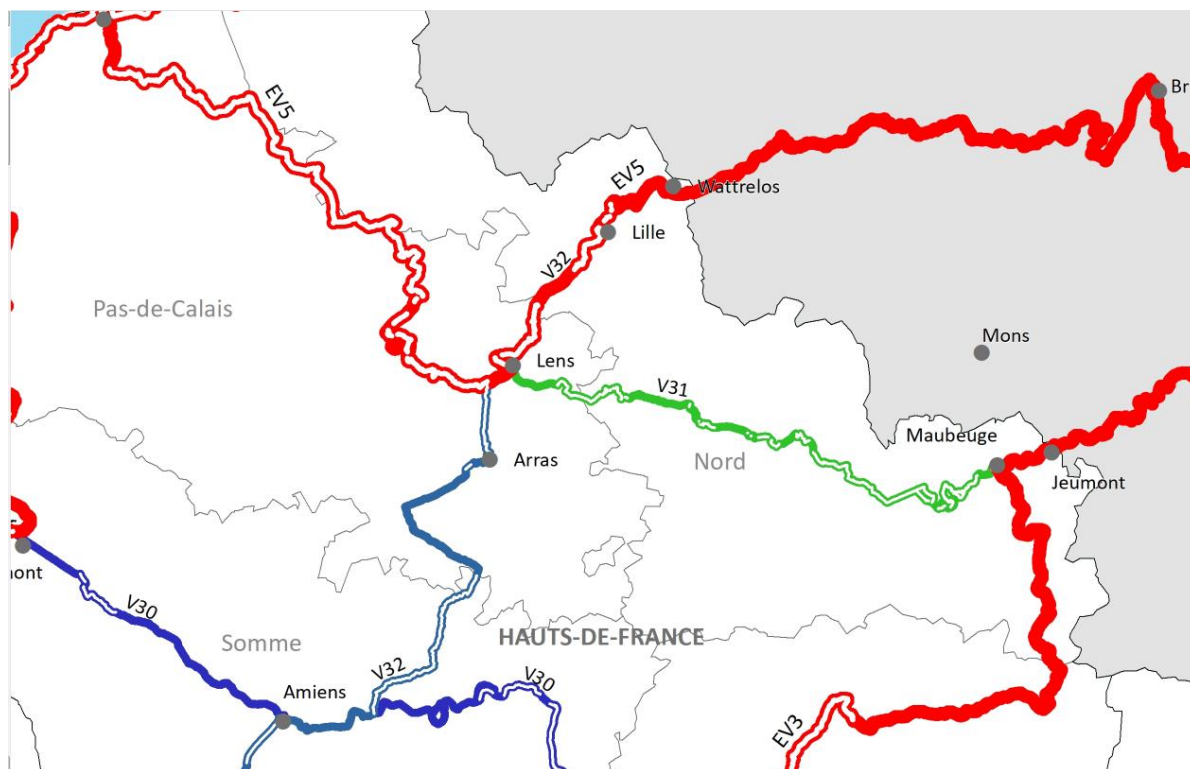 EV5
Br
EV5
Wattrelos
Lille
V32
Pas-de-Calais
Mons
Lens
V31
Maubeuge
Arras
Nord
Jeumont
mont
V30
Somme
HAUTS-DE-FRANCE
V32
V30
Amiens
EV3